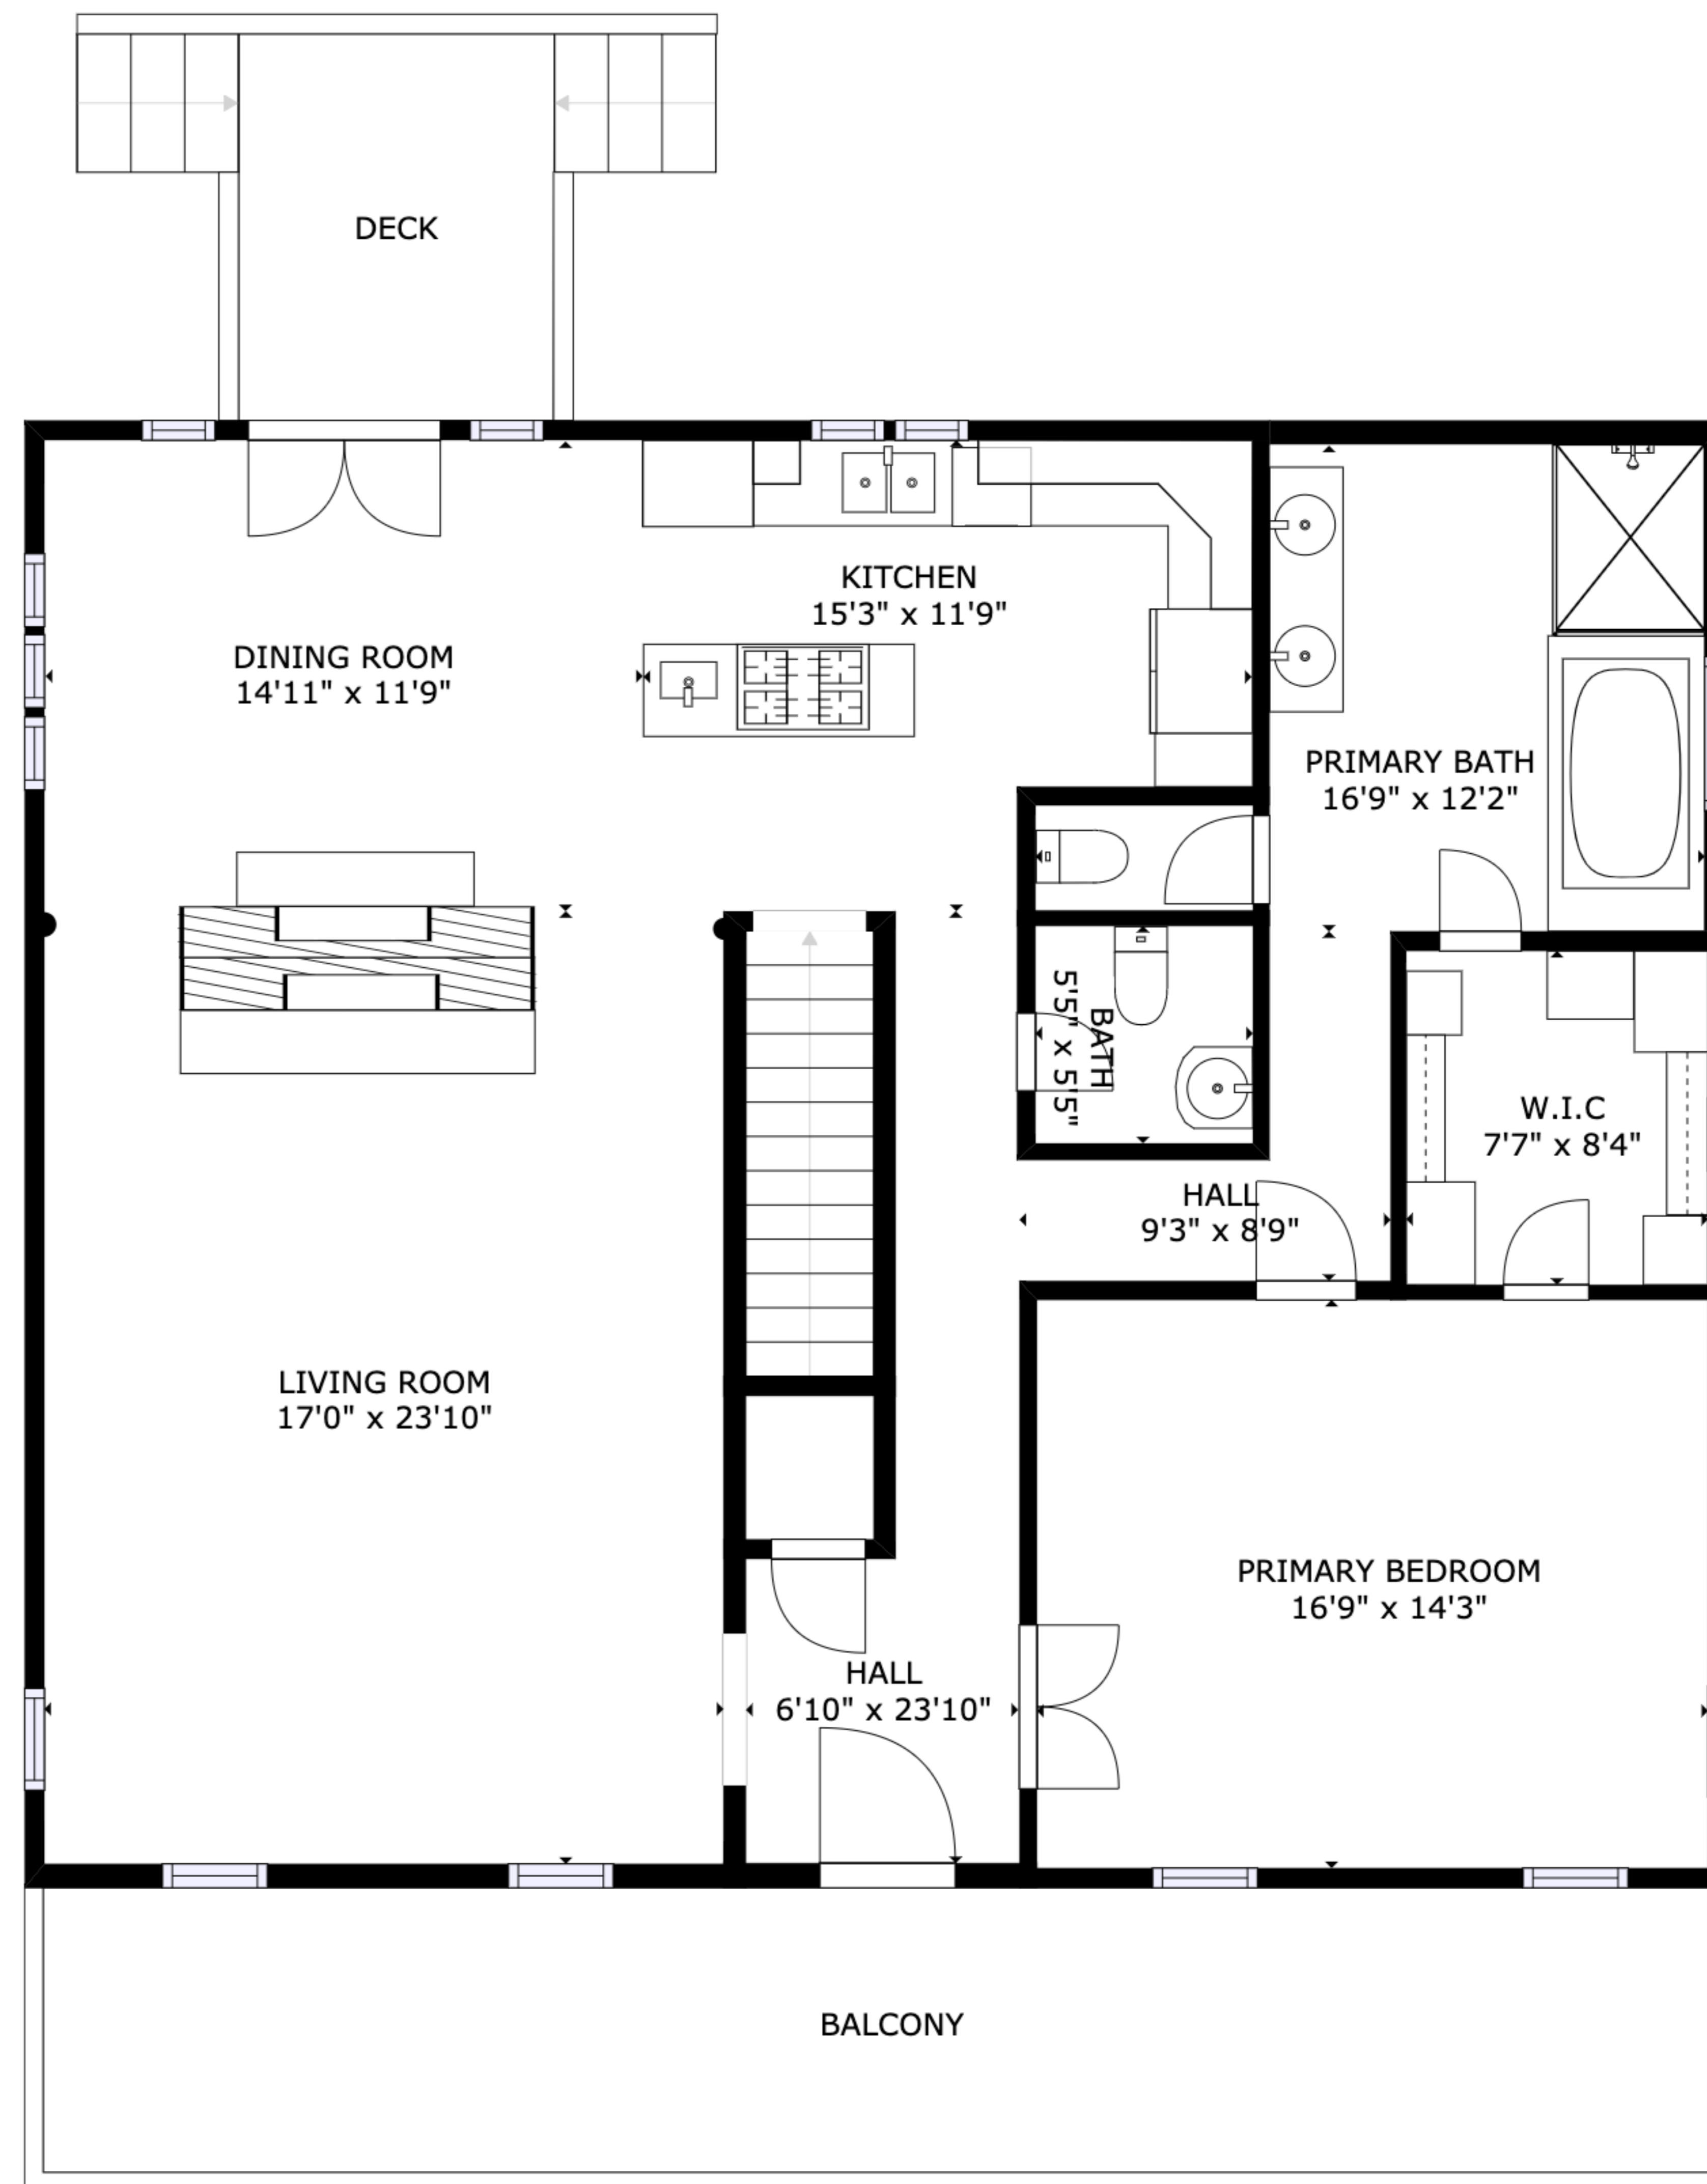 DECK
KITCHEN
15'3" x 11'9"
DINING ROOM
14'11" x 11'9"
PRIMARY BATH
16'9" x 12'2"
BATH
5'5" x 5'5"
W.I.C
7'7" x 8'4"
HALL
9'3" x 8'9"
LIVING ROOM
17'0" x 23'10"
PRIMARY BEDROOM
16'9" x 14'3"
HALL
6'10" x 23'10"
BALCONY